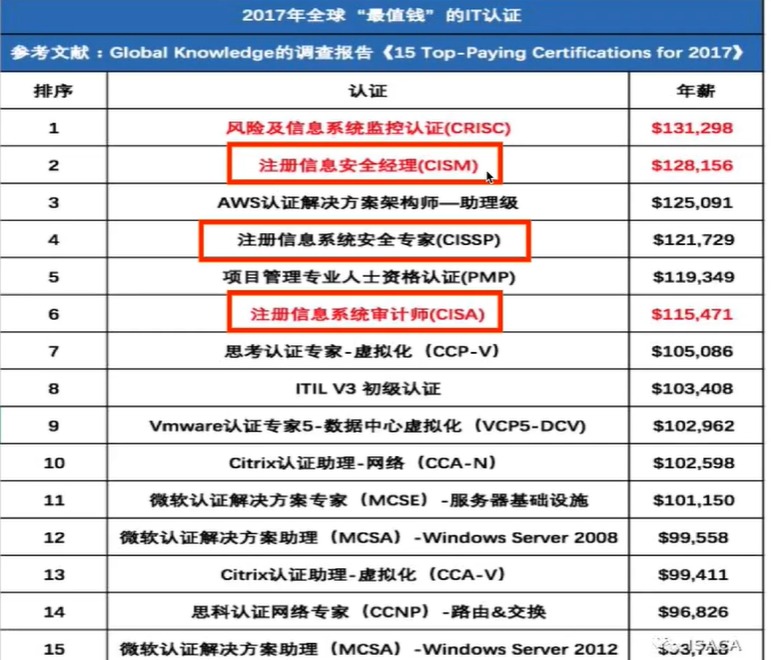 2017年全球“最值钱”的IT认证
参考文献：Global Knowledge的调查报告《15 Top-Paying Certifications for 2017》
排序 认证 年薪
1 风险及信息系统监控认证(CRISC) $131,298
2 注册信息安全经理(CISM) $128,156
3 AWS认证解决方案架构师—助理级 $125,091
4 注册信息系统安全专家(CISSP) $121,729
5 项目管理专业人士资格认证(PMP) $119,349
6 注册信息系统审计师(CISA) $115,471
7 思考认证专家-虚拟化（CCP-V） $105,086
8 ITIL V3 初级认证 $103,408
9 Vmware认证专家5-数据中心虚拟化（VCP5-DCV) $102,962
10 Citrix认证助理-网络（CCA-N） $102,598
11 微软认证解决方案专家（MCSE）-服务器基础设施 $101,150
12 微软认证解决方案助理（MCSA）-Windows Server 2008 $99,558
13 Citrix认证助理-虚拟化（CCA-V） $99,411
14 思科认证网络专家（CCNP）-路由&交换 $96,826
15 微软认证解决方案助理（MCSA）-Windows Server 2012